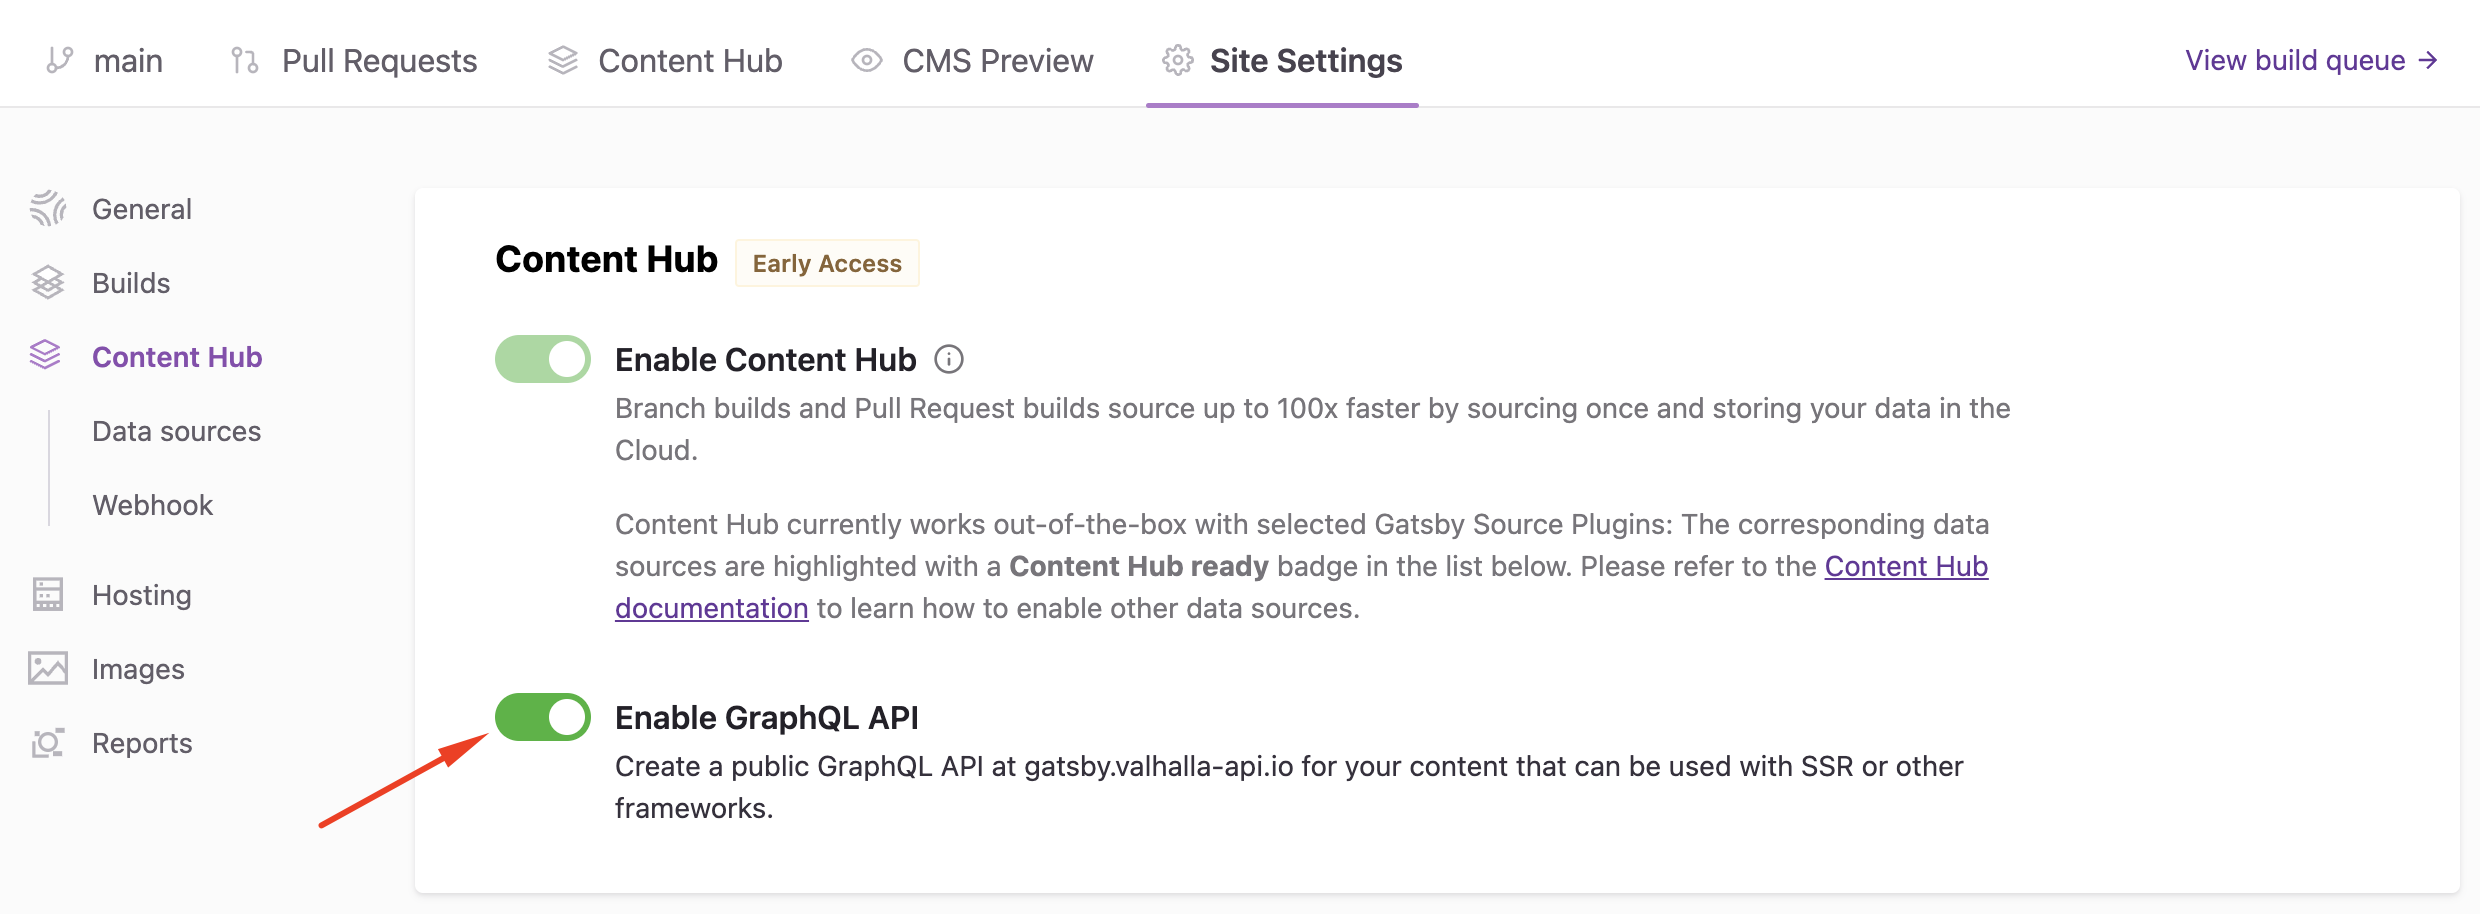 main
Pull Requests
Content Hub
CMS Preview
Site Settings
View build queue →
General
Builds
Content Hub
Data sources
Webhook
Hosting
Images
Reports
Content Hub
Early Access
Enable Content Hub
Branch builds and Pull Request builds source up to 100x faster by sourcing once and storing your data in the
Cloud.
Content Hub currently works out-of-the-box with selected Gatsby Source Plugins: The corresponding data
sources are highlighted with a Content Hub ready badge in the list below. Please refer to the Content Hub
documentation to learn how to enable other data sources.
Enable GraphQL API
Create a public GraphQL API at gatsby.valhalla-api.io for your content that can be used with SSR or other
frameworks.